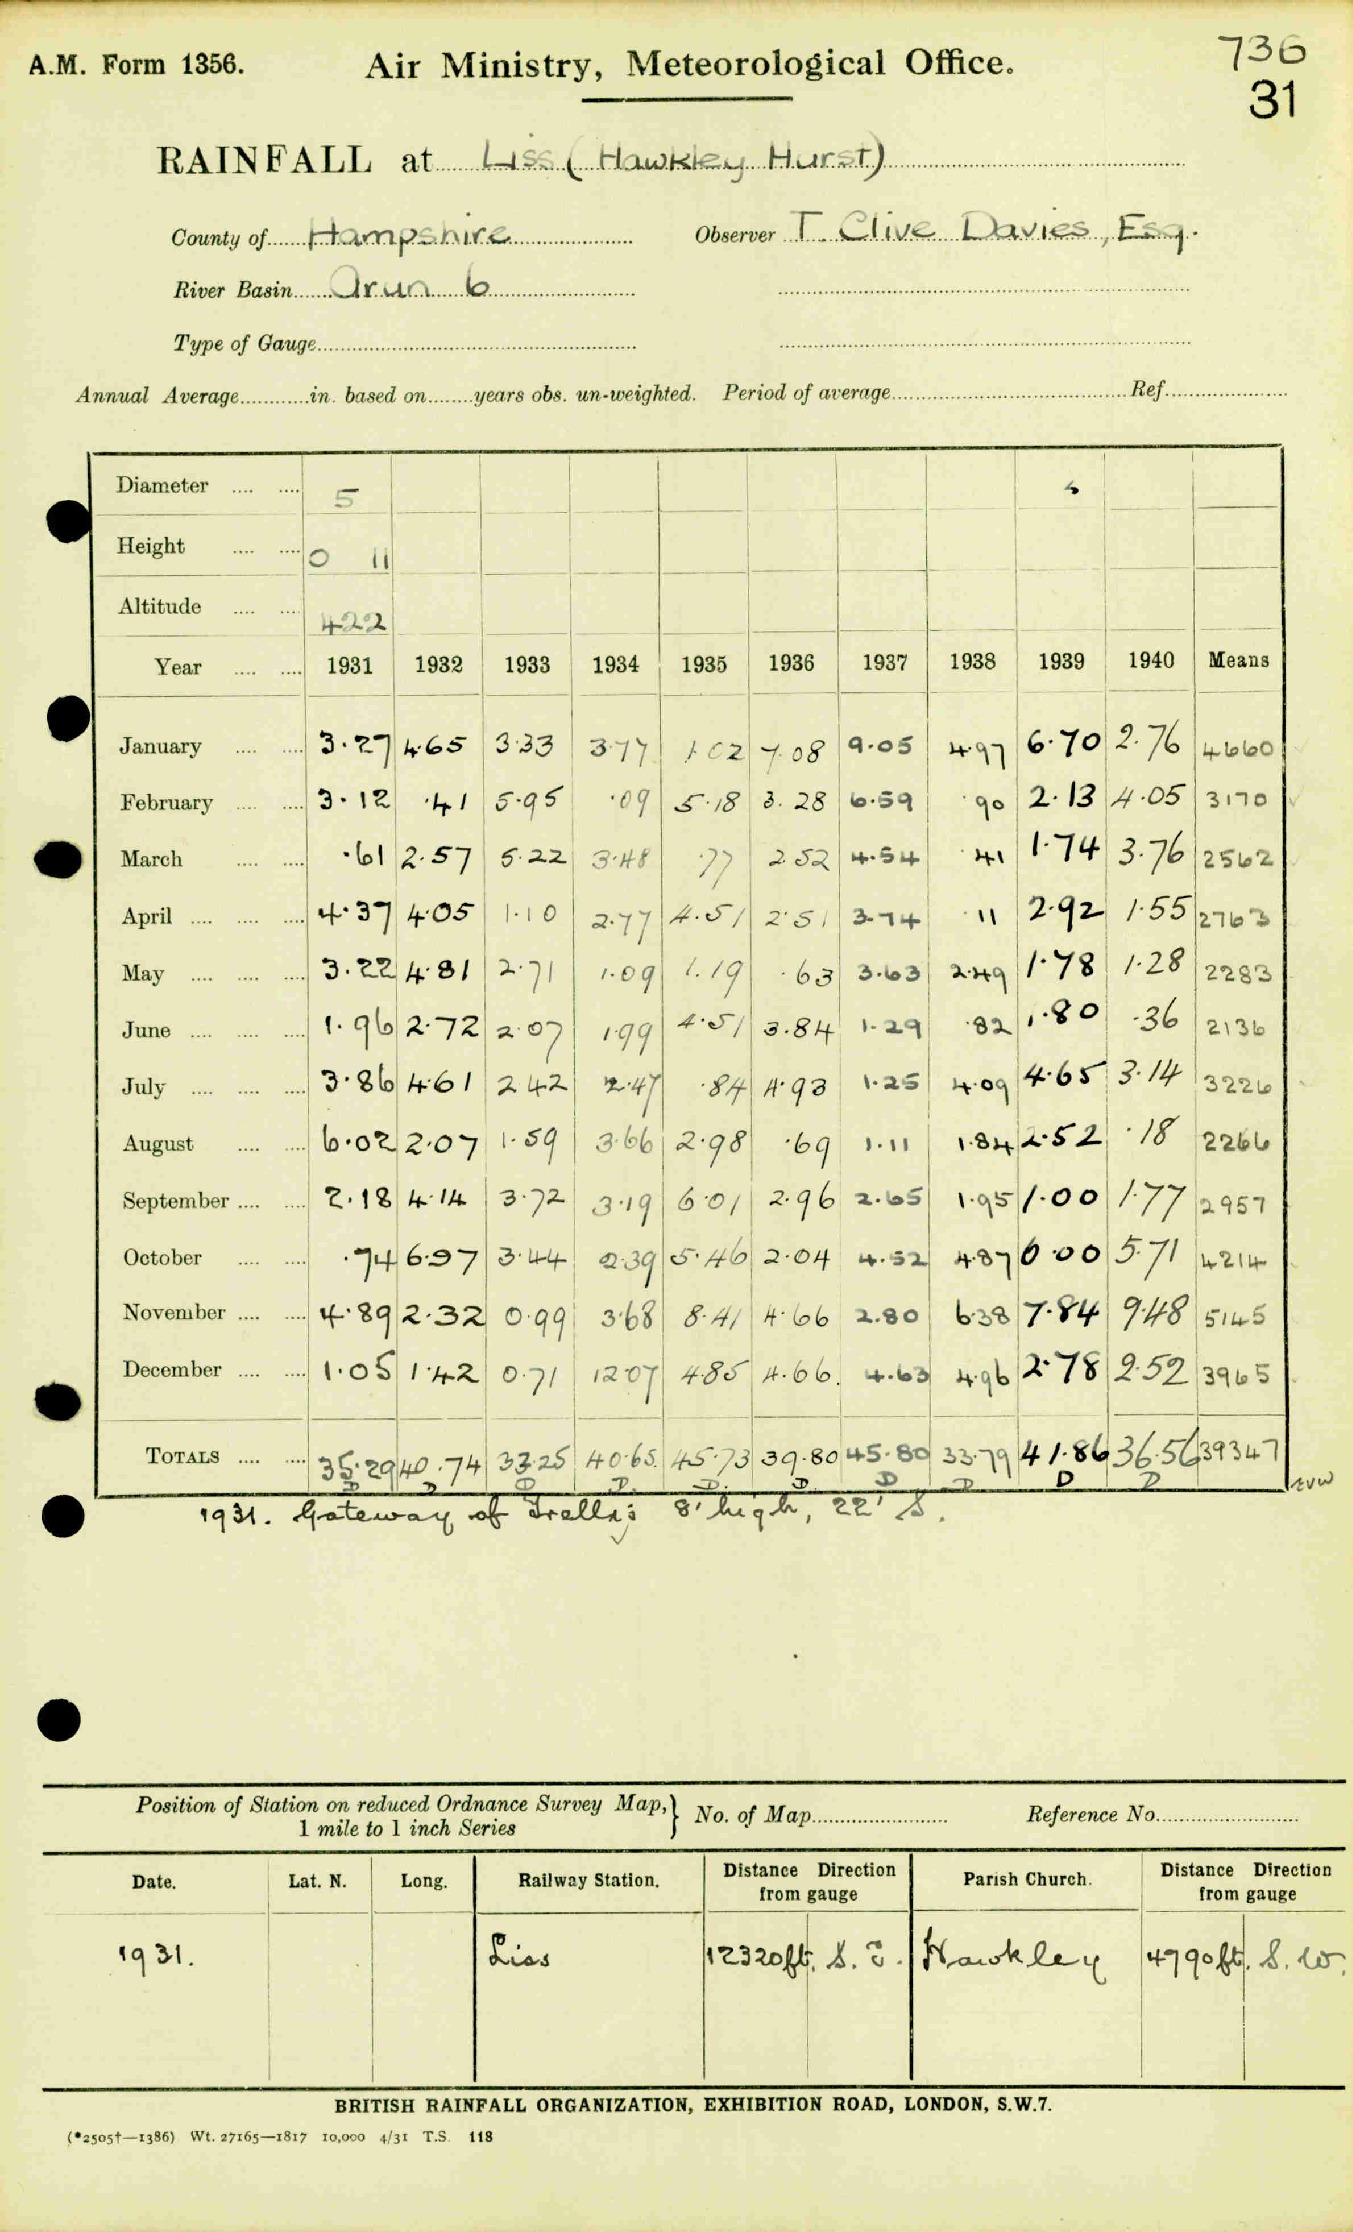 A.M. Form 1356.
Air Ministry, Meteorological Office.
736
31
RAINFALL at Liss (Hawkley Hurst)
County of Hampshire Observer T. Clive Davies, Esq.
River Basin Arun 6
Type of Gauge
Annual Average in. based on years obs. un-weighted. Period of average Ref.
Diameter 5
Height 0 11
Altitude 422
Year 1931 1932 1933 1934 1935 1936 1937 1938 1939 1940 Means
January 3.27 4.65 3.33 3.77 1.02 7.08 9.05 4.97 6.70 2.76 4660
February 3.12 .41 5.95 .09 5.18 3.28 6.59 .90 2.13 4.05 3170
March .61 2.57 5.22 3.48 .77 2.52 4.54 .41 1.74 3.76 2562
April 4.37 4.05 1.10 2.77 4.51 2.51 3.74 .11 2.92 1.55 2763
May 3.22 4.81 2.71 1.09 1.19 .63 3.63 2.49 1.78 1.28 2283
June 1.96 2.72 2.07 1.99 4.51 3.84 1.29 .82 1.80 .36 2136
July 3.86 4.61 2.42 2.47 .84 4.93 1.25 4.09 4.65 3.14 3226
August 6.02 2.07 1.59 3.66 2.98 .69 1.11 1.84 2.52 .18 2266
September 2.18 4.14 3.72 3.19 6.01 2.96 2.65 1.95 1.00 1.77 2957
October .74 6.97 3.44 2.39 5.46 2.04 4.52 4.87 6.00 5.71 4214
November 4.89 2.32 0.99 3.68 8.41 4.66 2.80 6.38 7.84 9.48 5145
December 1.05 1.42 0.71 12.07 4.85 4.66 4.63 4.96 2.78 2.52 3965
TOTALS 35.29 40.74 33.25 40.65 45.73 39.80 45.80 33.79 41.86 36.56 39347
D D D D D D D D D D
1931. Gateway of Trellis 8' high, 22' S.
Position of Station on reduced Ordnance Survey Map,} No. of Map Reference No.
1 mile to 1 inch Series
Date. Lat. N. Long. Railway Station. Distance Direction from gauge Parish Church. Distance Direction from gauge
1931. Liss 12320ft. S.E. Hawkley 4790ft. S.W.
BRITISH RAINFALL ORGANIZATION, EXHIBITION ROAD, LONDON, S.W.7.
(*2505†—1386) Wt. 27165—1817 10,000 4/31 T.S. 118